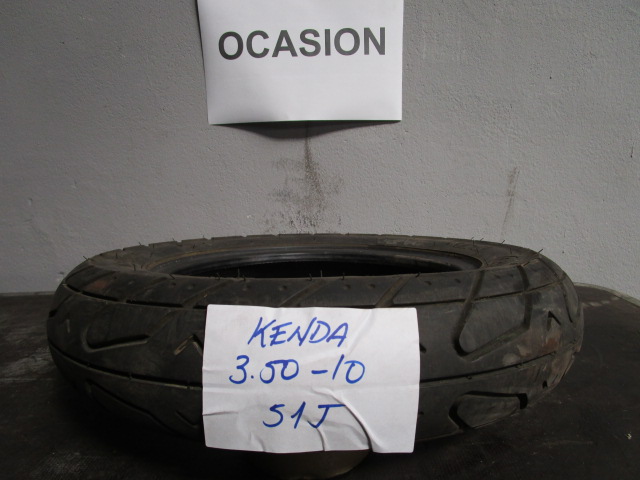 OCASION
KENDA
3.50-10
51J